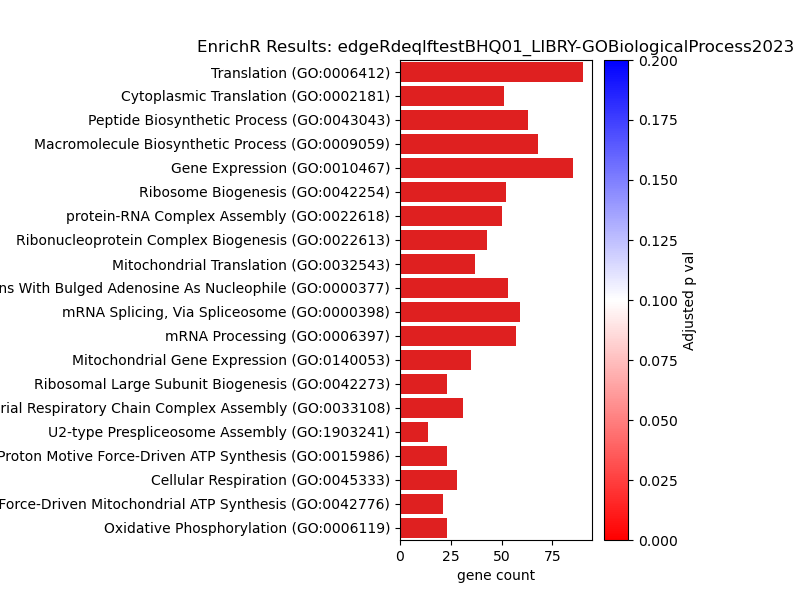 EnrichR Results: edgeRdeqlftestBHQ01_LIBRY-GOBiologicalProcess2023
Translation (GO:0006412)
Cytoplasmic Translation (GO:0002181)
Peptide Biosynthetic Process (GO:0043043)
Macromolecule Biosynthetic Process (GO:0009059)
Gene Expression (GO:0010467)
Ribosome Biogenesis (GO:0042254)
protein-RNA Complex Assembly (GO:0022618)
Ribonucleoprotein Complex Biogenesis (GO:0022613)
Mitochondrial Translation (GO:0032543)
ns With Bulged Adenosine As Nucleophile (GO:0000377)
mRNA Splicing, Via Spliceosome (GO:0000398)
mRNA Processing (GO:0006397)
Mitochondrial Gene Expression (GO:0140053)
Ribosomal Large Subunit Biogenesis (GO:0042273)
rial Respiratory Chain Complex Assembly (GO:0033108)
U2-type Prespliceosome Assembly (GO:1903241)
Proton Motive Force-Driven ATP Synthesis (GO:0015986)
Cellular Respiration (GO:0045333)
Force-Driven Mitochondrial ATP Synthesis (GO:0042776)
Oxidative Phosphorylation (GO:0006119)
0 25 50 75
gene count
0.200
0.175
0.150
0.125
0.100
0.075
0.050
0.025
0.000
Adjusted p val